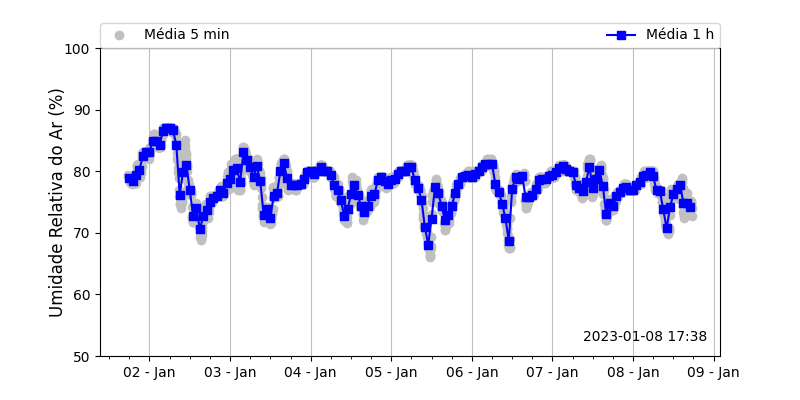 Média 5 min
Média 1 h
Umidade Relativa do Ar (%)
100
90
80
70
60
50
2023-01-08 17:38
02 - Jan
03 - Jan
04 - Jan
05 - Jan
06 - Jan
07 - Jan
08 - Jan
09 - Jan